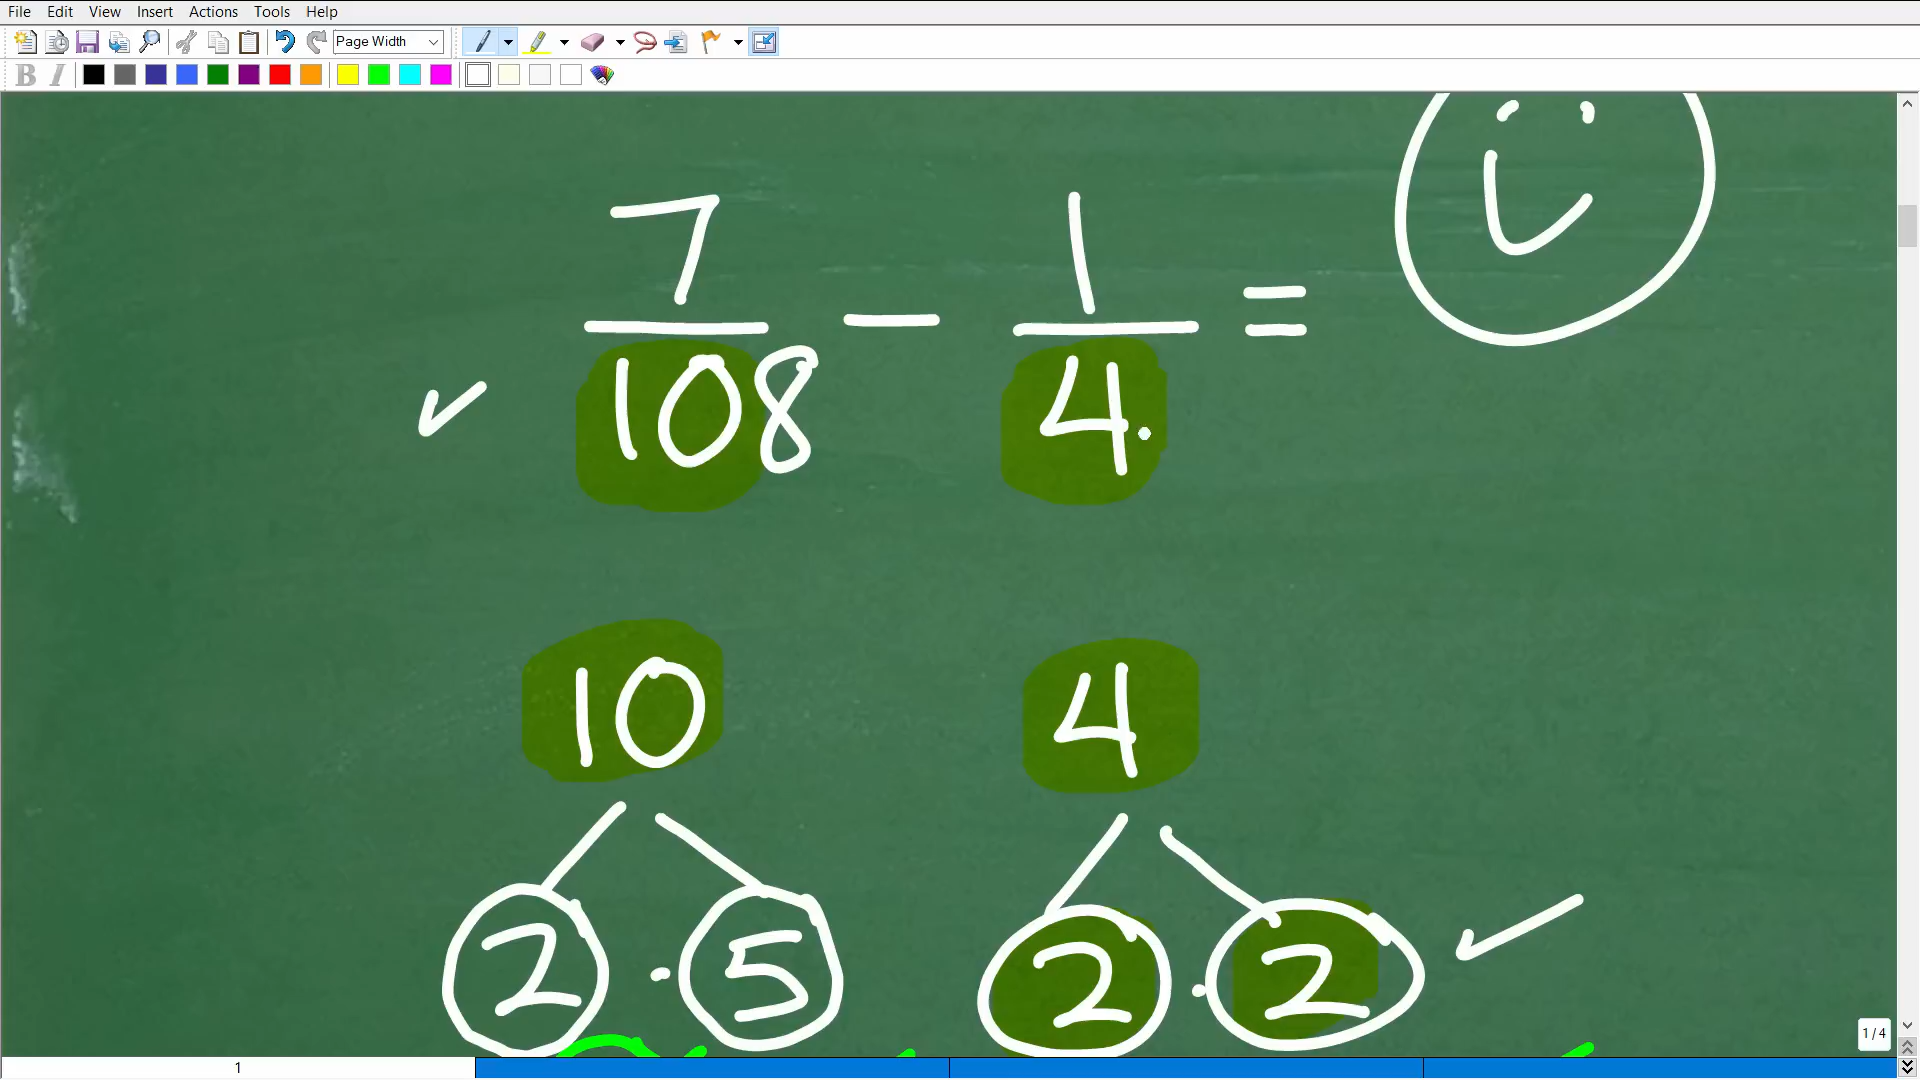 File Edit View Insert Actions Tools Help
Page Width
B I
7/108 - 1/4 =
10 4
2 · 5 2 · 2
1/4
1